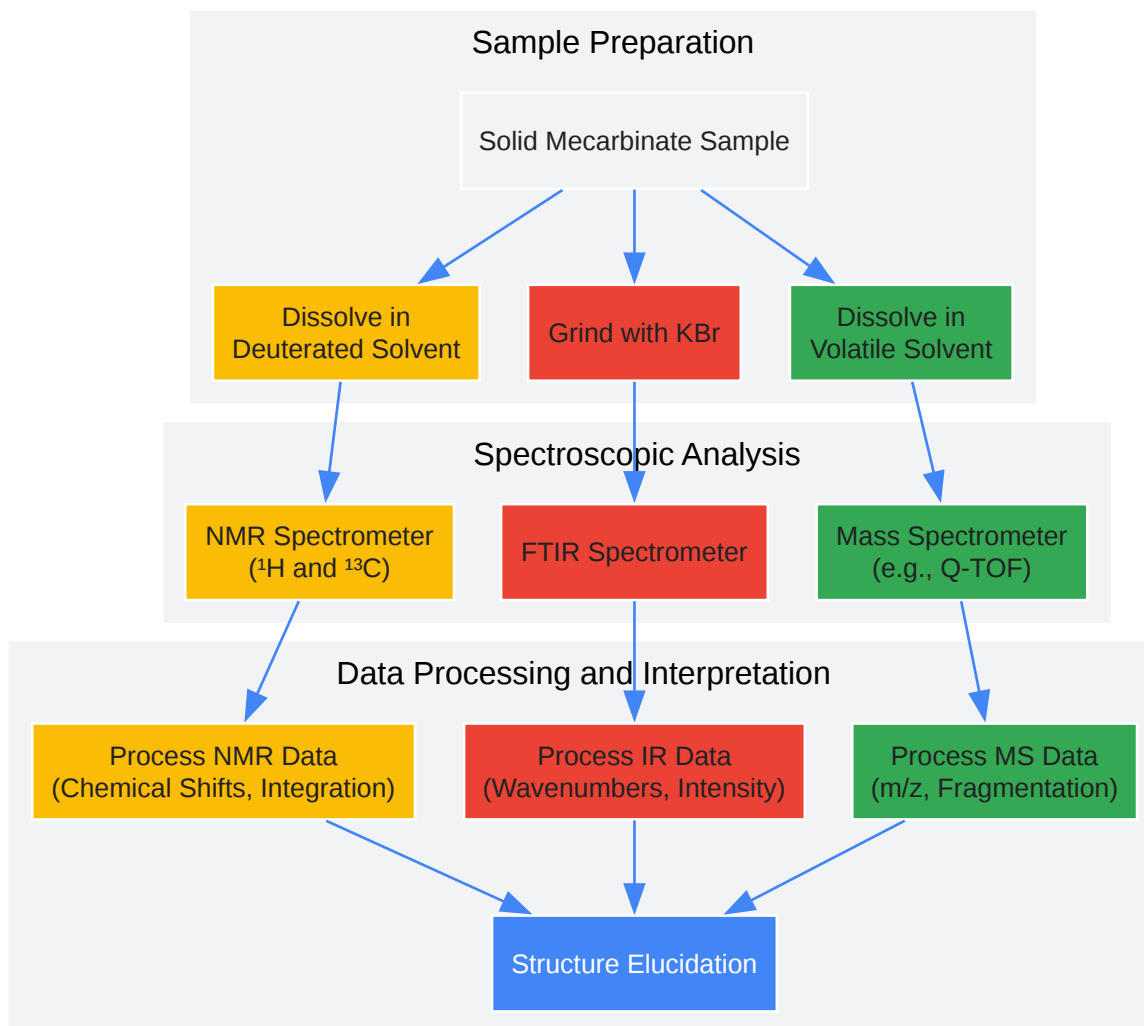 Sample Preparation
Solid Mecarbinate Sample
Dissolve in
Deuterated Solvent
Grind with KBr
Dissolve in
Volatile Solvent
Spectroscopic Analysis
NMR Spectrometer
(¹H and ¹³C)
FTIR Spectrometer
Mass Spectrometer
(e.g., Q-TOF)
Data Processing and Interpretation
Process NMR Data
(Chemical Shifts, Integration)
Process IR Data
(Wavenumbers, Intensity)
Process MS Data
(m/z, Fragmentation)
Structure Elucidation